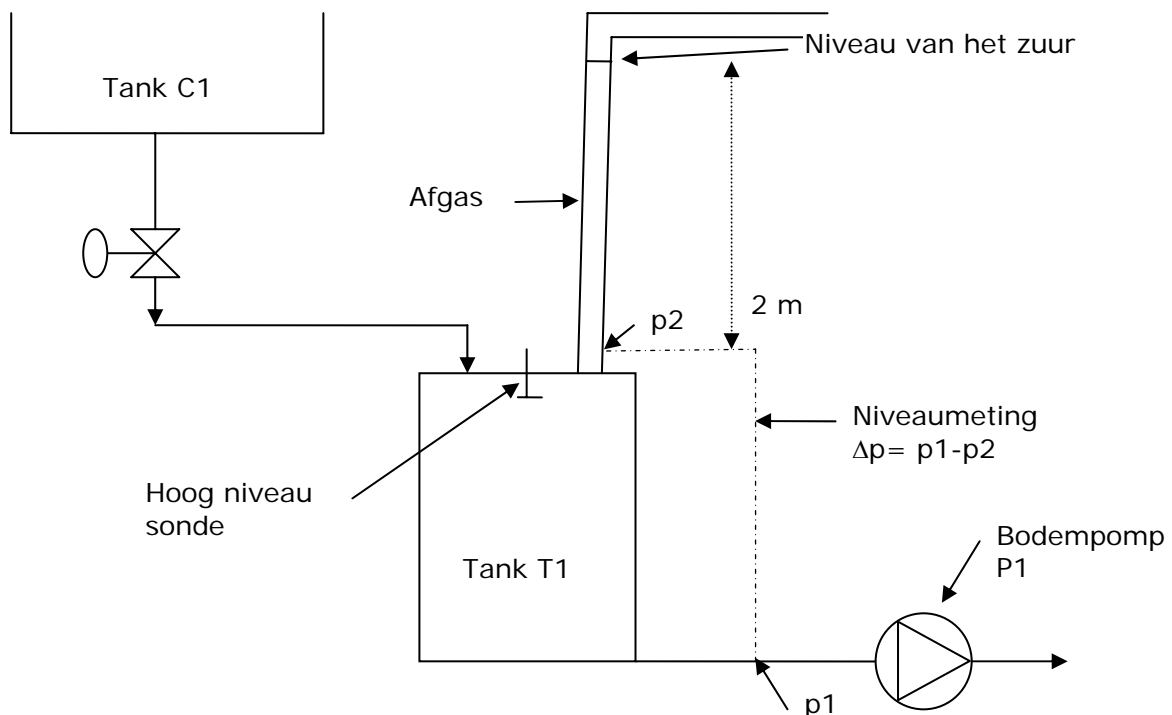 Niveau van het zuur
Tank C1
Afgas
2 m
p2
Niveaumeting
∆p= p1-p2
Hoog niveau
sonde
Bodempomp
P1
Tank T1
p1